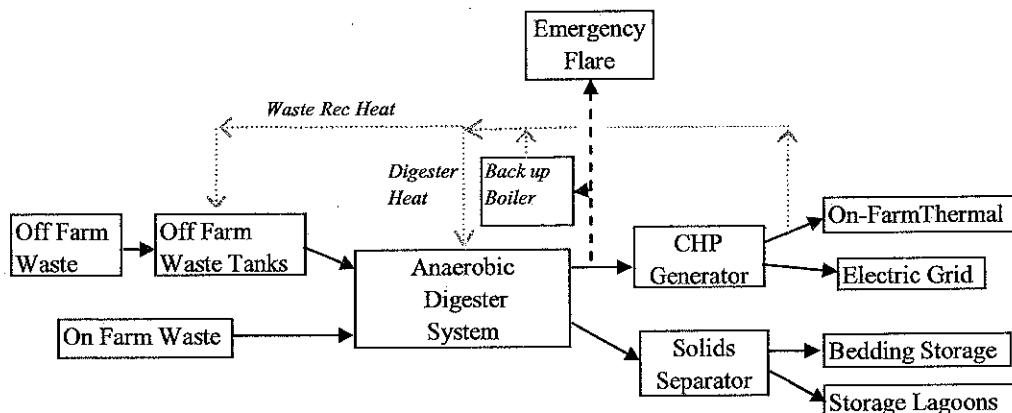 Emergency
Flare
Waste Rec Heat
Digester
Heat
Back up
Boiler
Off Farm
Waste
Off Farm
Waste Tanks
On Farm Waste
Anaerobic
Digester
System
CHP
Generator
On-FarmThermal
Electric Grid
Solids
Separator
Bedding Storage
Storage Lagoons